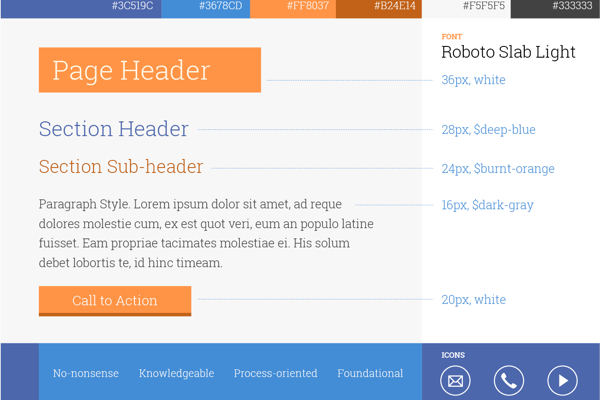 #3C519C #3678CD #FF8037 #B24E14 #F5F5F5 #333333
FONT
Roboto Slab Light
Page Header
36px, white
Section Header
28px, $deep-blue
Section Sub-header
24px, $burnt-orange
Paragraph Style. Lorem ipsum dolor sit amet, ad reque
16px, $dark-gray
dolores molestie cum, ex est quot veri, eum an populo latine
fuisset. Eam propriae tacimates molestiae ei. His solum
debet lobortis te, id hinc timeam.
Call to Action
20px, white
ICONS
No-nonsense Knowledgeable Process-oriented Foundational